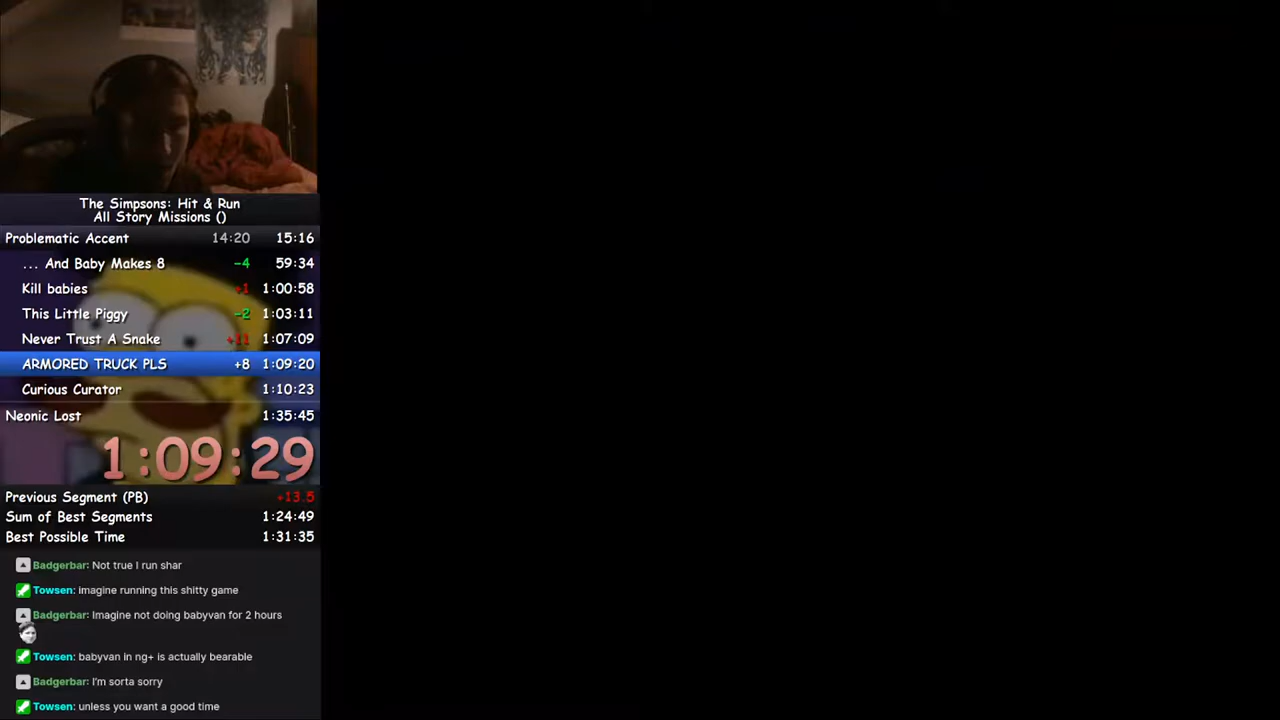 The Simpsons: Hit & Run
All Story Missions ()
Problematic Accent 14:20 15:16
... And Baby Makes 8 -4 59:34
Kill babies +1 1:00:58
This Little Piggy -2 1:03:11
Never Trust A Snake +11 1:07:09
ARMORED TRUCK PLS +8 1:09:20
Curious Curator 1:10:23
Neonic Lost 1:35:45
1:09:29
Previous Segment (PB) +13.5
Sum of Best Segments 1:24:49
Best Possible Time 1:31:35
Badgerbar: Not true I run shar
Towsen: imagine running this shitty game
Badgerbar: Imagine not doing babyvan for 2 hours
Towsen: babyvan in ng+ is actually bearable
Badgerbar: I'm sorta sorry
Towsen: unless you want a good time